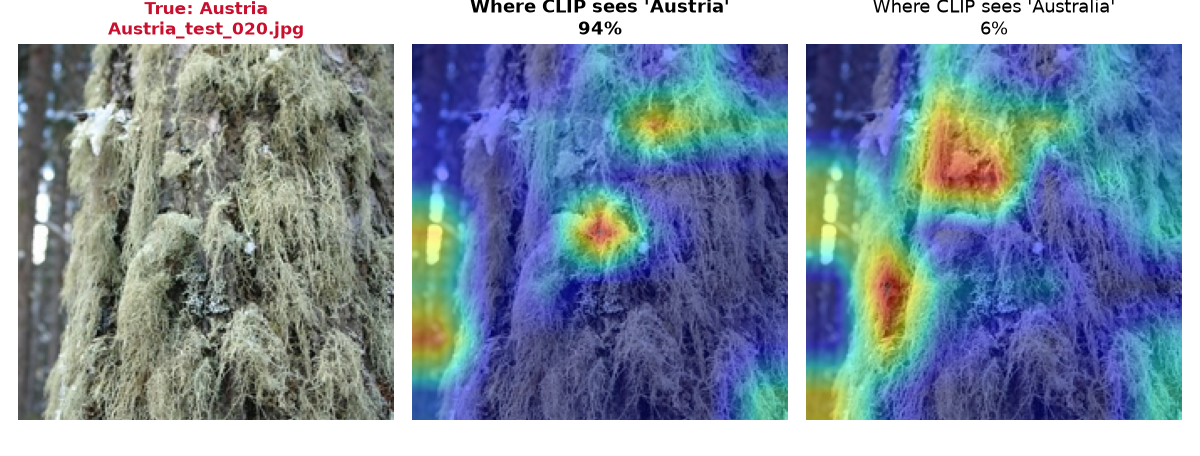 True: Austria
Austria_test_020.jpg
Where CLIP sees 'Austria'
94%
Where CLIP sees 'Australia'
6%